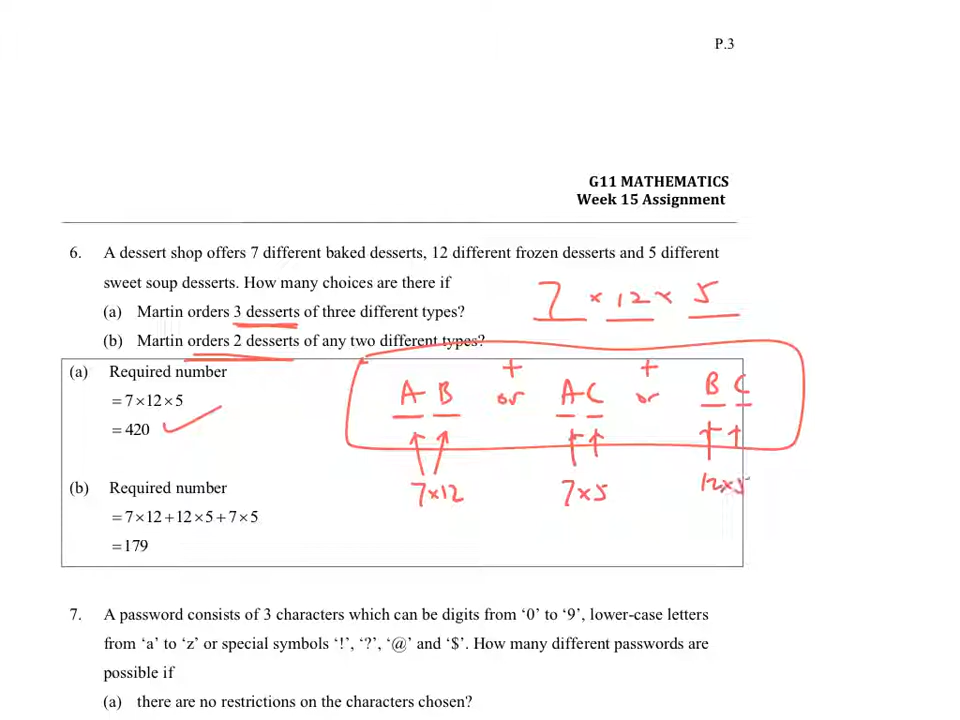 P.3
G11 MATHEMATICS
Week 15 Assignment
6. A dessert shop offers 7 different baked desserts, 12 different frozen desserts and 5 different
sweet soup desserts. How many choices are there if
(a) Martin orders 3 desserts of three different types?
7 × 12 × 5
(b) Martin orders 2 desserts of any two different types?
(a) Required number
= 7×12×5
= 420
A B + or A C + or B C
7×12 7×5 12×5
(b) Required number
= 7×12+12×5+7×5
= 179
7. A password consists of 3 characters which can be digits from ‘0’ to ‘9’, lower-case letters
from ‘a’ to ‘z’ or special symbols ‘!’, ‘?’, ‘@’ and ‘$’. How many different passwords are
possible if
(a) there are no restrictions on the characters chosen?